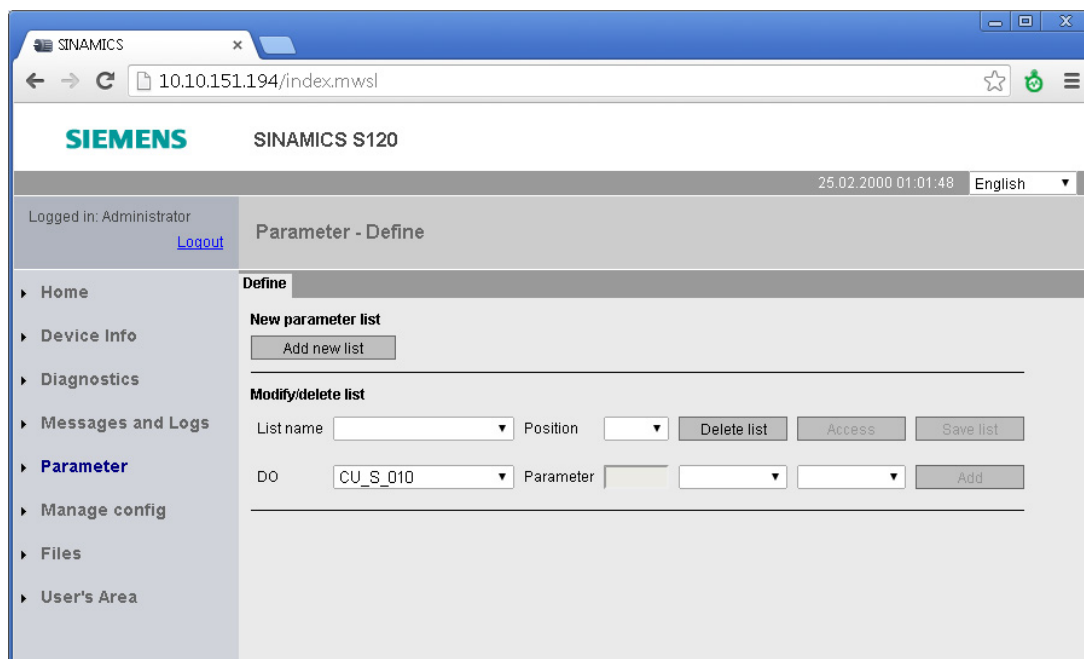 SINAMICS
10.10.151.194/index.mwsl
SIEMENS SINAMICS S120
25.02.2000 01:01:48 English
Logged in: Administrator
Logout
Parameter - Define
Home
Device Info
Diagnostics
Messages and Logs
Parameter
Manage config
Files
User's Area
Define
New parameter list
Add new list
Modify/delete list
List name Position Delete list Access Save list
DO CU_S_010 Parameter Add